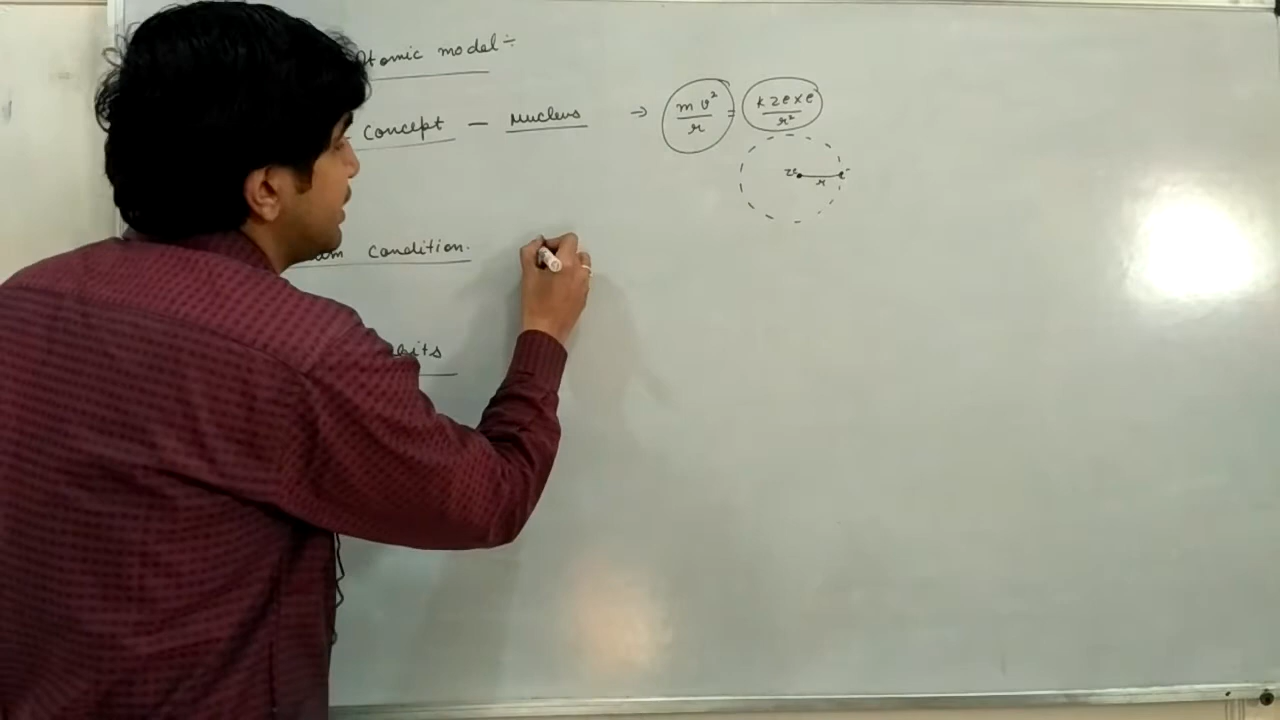 Atomic model ÷
concept — Nucleus → mv²/r = kze×e/r²
ze r e⁻
condition.